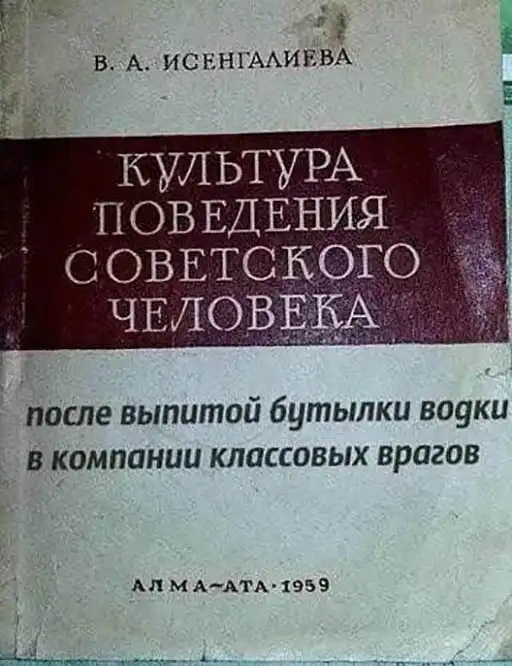 В. А. ИСЕНГАЛИЕВА
КУЛЬТУРА
ПОВЕДЕНИЯ
СОВЕТСКОГО
ЧЕЛОВЕКА
после выпитой бутылки водки
в компании классовых врагов
АЛМА-АТА·1959